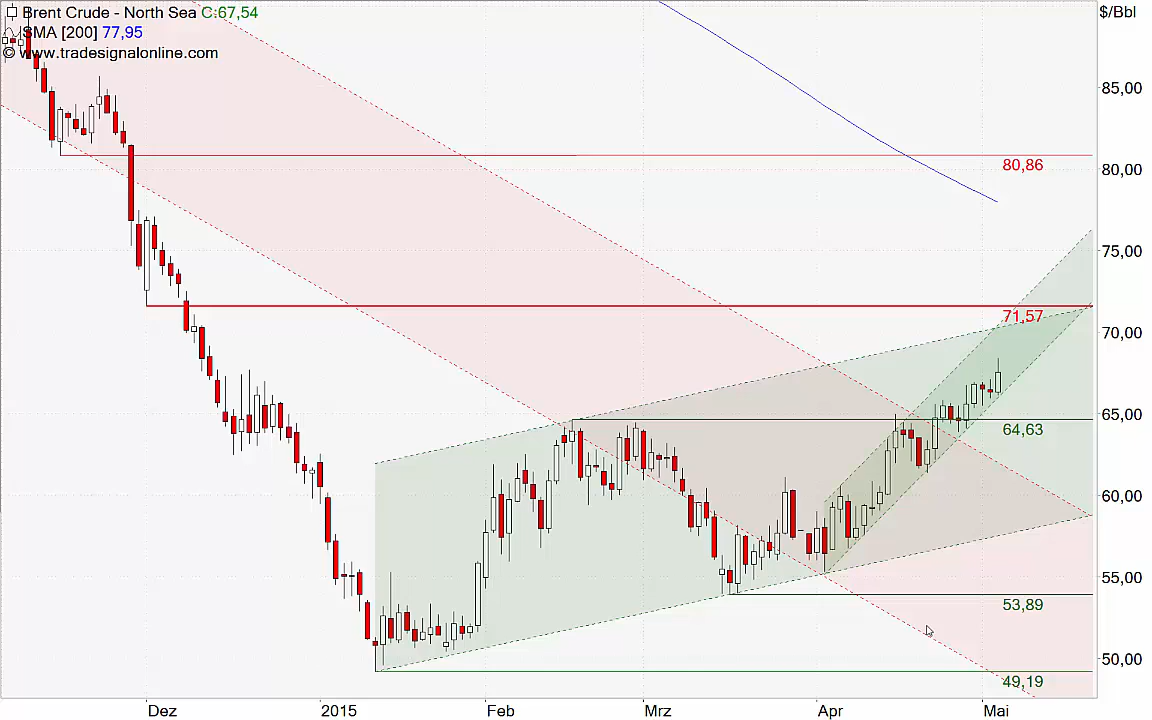 Brent Crude - North Sea C:67,54
$/Bbl
SMA [200] 77,95
© www.tradesignalonline.com
85,00
80,86
80,00
75,00
71,57
70,00
65,00
64,63
60,00
55,00
53,89
50,00
49,19
Dez 2015 Feb Mrz Apr Mai